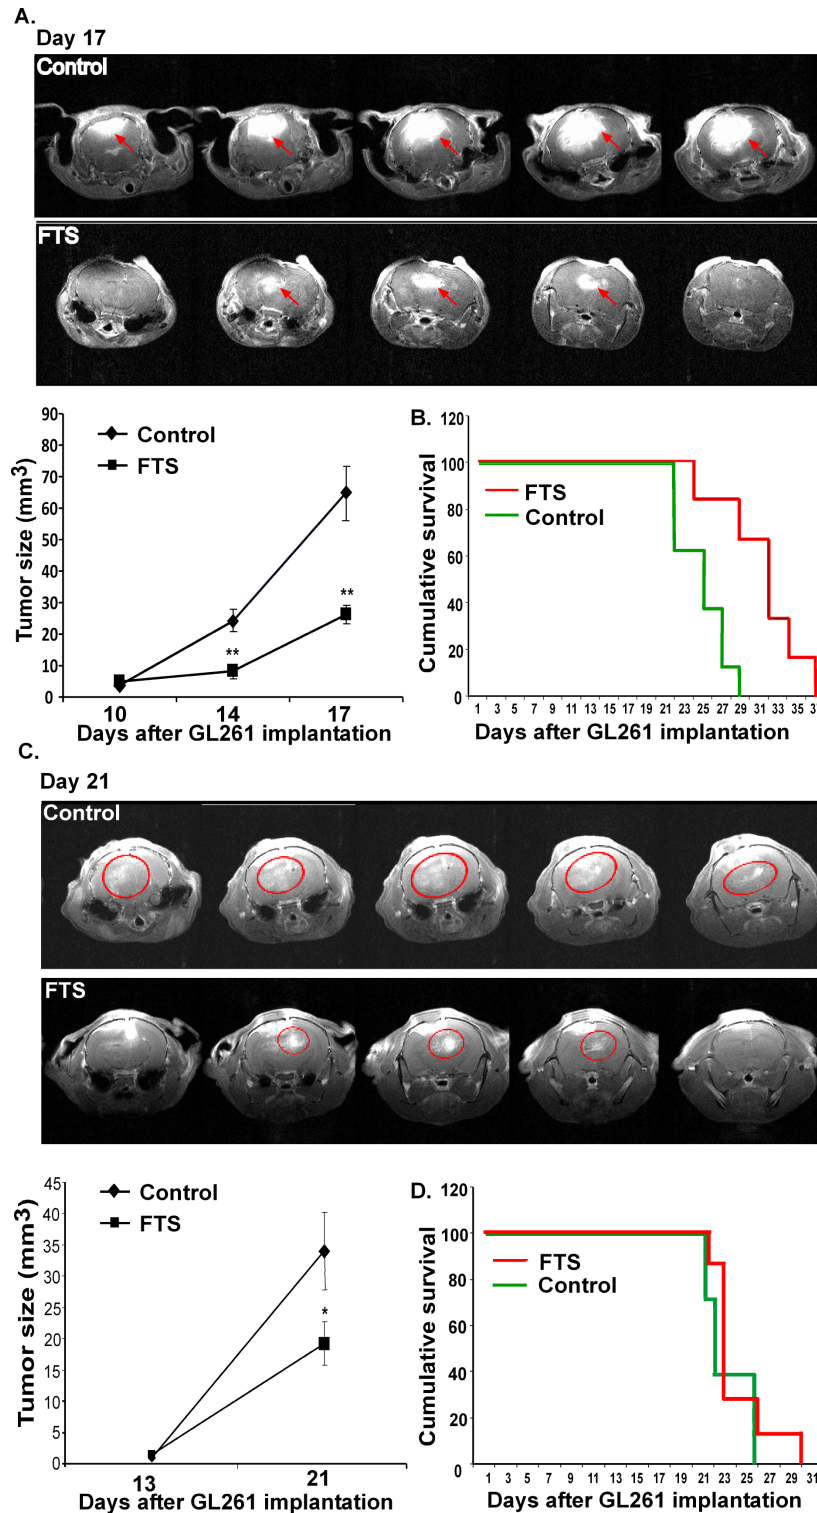 A.
Day 17
Control
FTS
90
80
70
60
50
40
30
20
10
0
Tumor size (mm3)
Control
FTS
**
**
10 14 17
Days after GL261 implantation
B.
120
100
80
60
40
20
0
Cumulative survival
FTS
Control
1 3 5 7 9 11 13 15 17 19 21 23 25 27 29 31 33 35
Days after GL261 implantation
C.
Day 21
Control
FTS
45
40
35
30
25
20
15
10
5
0
Tumor size (mm3)
Control
FTS
*
13 21
Days after GL261 implantation
D.
120
100
80
60
40
20
0
Cumulative survival
FTS
Control
1 3 5 7 9 11 13 15 17 19 21 23 25 27 29 31
Days after GL261 implantation